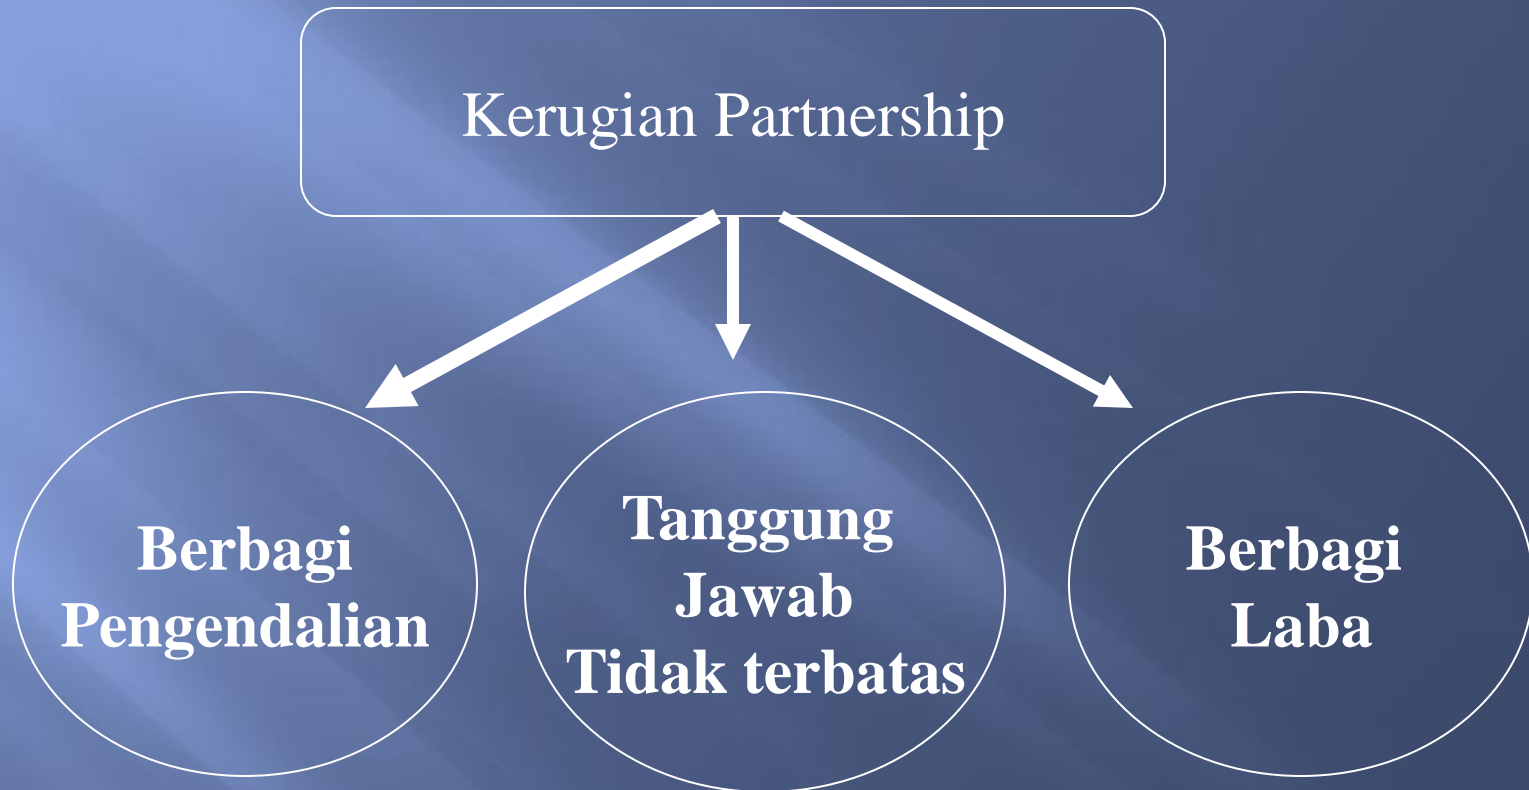 Kerugian Partnership
Berbagi
Pengendalian
Tanggung
Jawab
Tidak terbatas
Berbagi
Laba